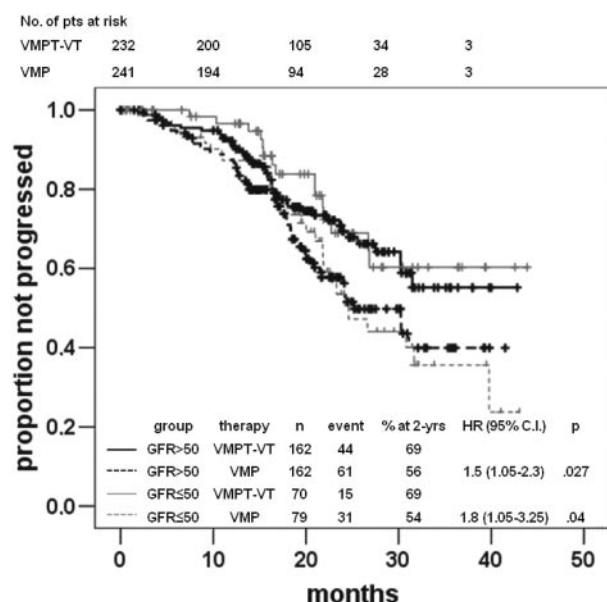 No. of pts at risk
VMPT-VT 232 200 105 34 3
VMP 241 194 94 28 3
proportion not progressed
1.0
0.8
0.6
0.4
0.2
0.0
group therapy n event % at 2-yrs HR (95% C.I.) p
GFR>50 VMPT-VT 162 44 69
GFR>50 VMP 162 61 56 1.5 (1.05-2.3) .027
GFR≤50 VMPT-VT 70 15 69
GFR≤50 VMP 79 31 54 1.8 (1.05-3.25) .04
0 10 20 30 40 50
months